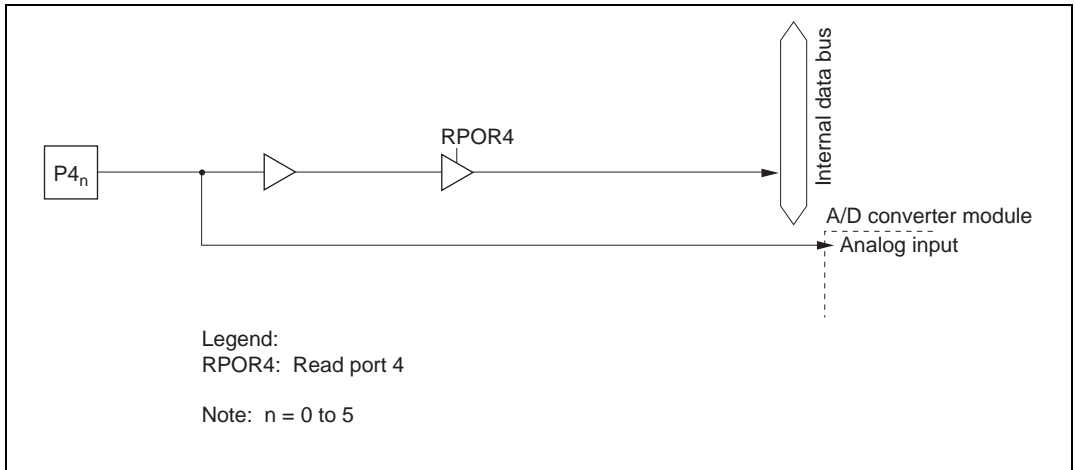 Internal data bus
RPOR4
P4n
A/D converter module
Analog input
Legend:
RPOR4: Read port 4
Note: n = 0 to 5